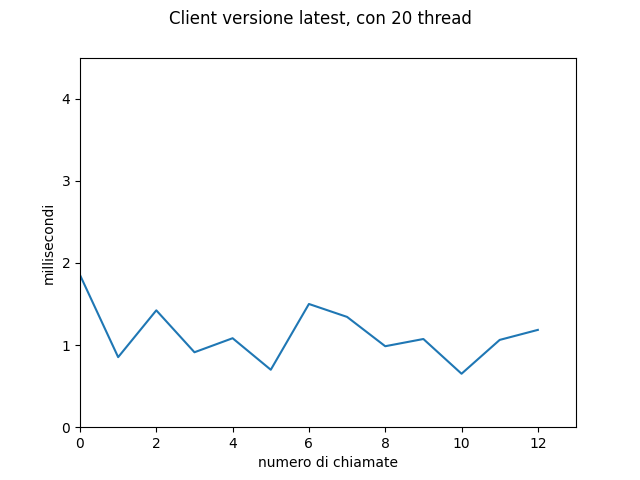 Client versione latest, con 20 thread
4
3
2
1
0
millisecondi
0 2 4 6 8 10 12
numero di chiamate